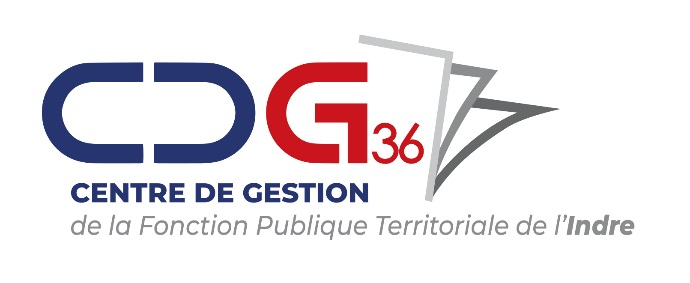 CDG36
CENTRE DE GESTION
de la Fonction Publique Territoriale de l'Indre